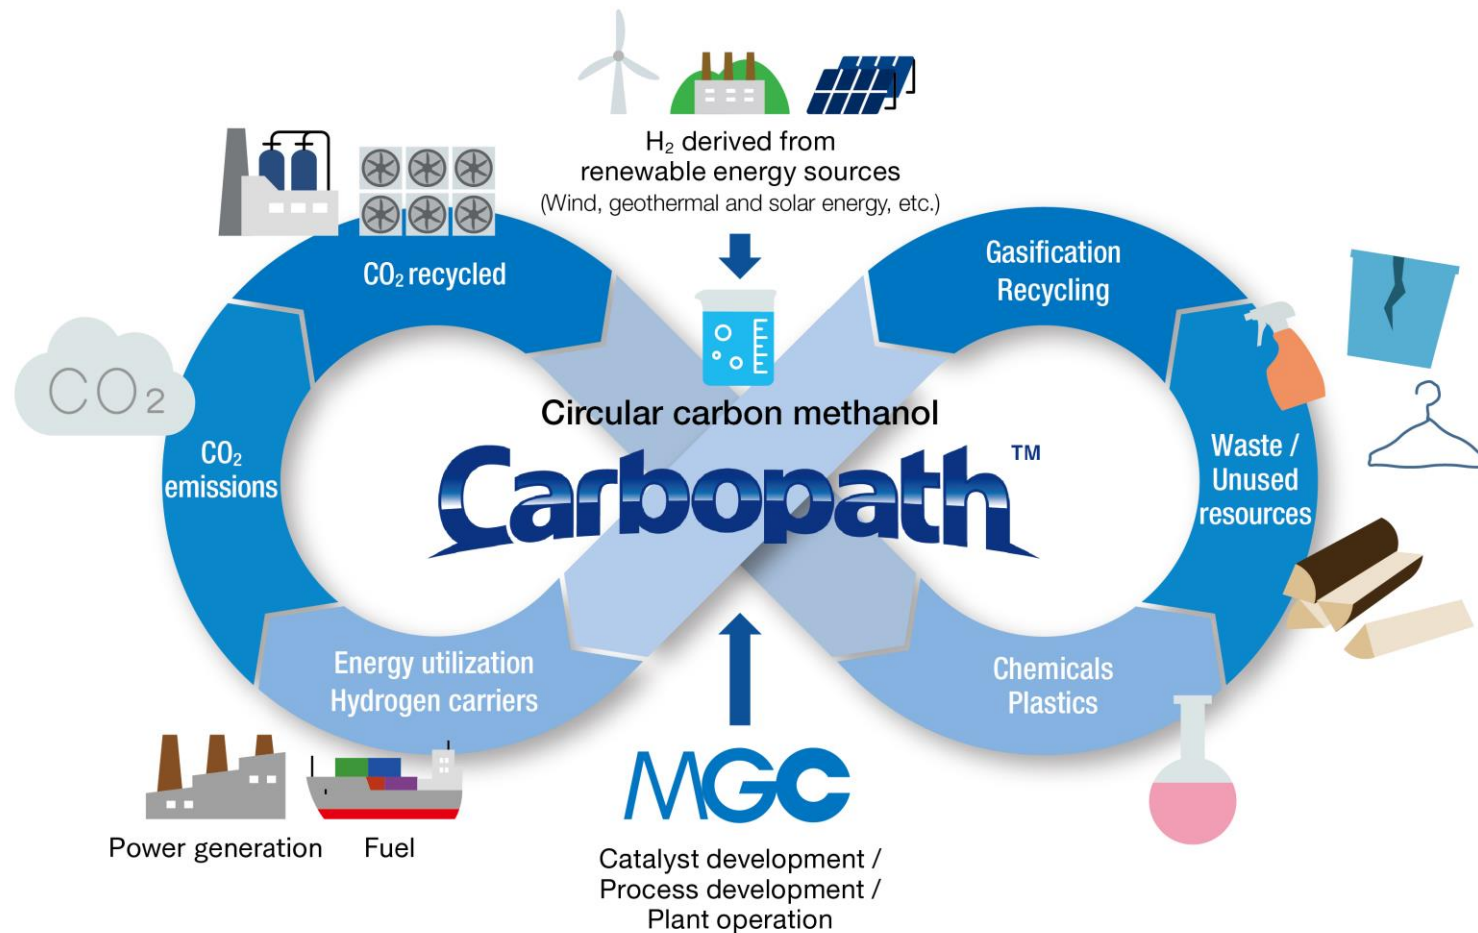 H₂ derived from
renewable energy sources
(Wind, geothermal and solar energy, etc.)
CO₂ recycled
Gasification
Recycling
CO₂
Circular carbon methanol
Carbopath™
CO₂
emissions
Waste /
Unused
resources
Energy utilization
Hydrogen carriers
Chemicals
Plastics
Power generation
Fuel
MGC
Catalyst development /
Process development /
Plant operation